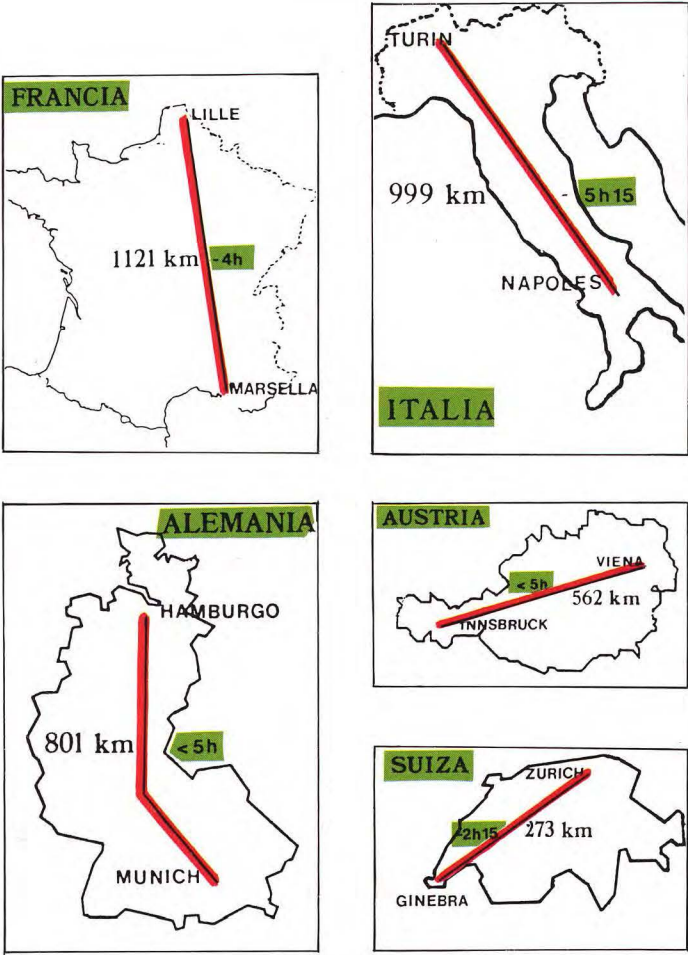 FRANCIA
LILLE
1121 km
-4h
MARSELLA
TURIN
999 km
- 5h15
NAPOLES
ITALIA
ALEMANIA
HAMBURGO
801 km
< 5h
MUNICH
AUSTRIA
VIENA
< 5h
562 km
INNSBRUCK
SUIZA
ZURICH
-2h15
273 km
GINEBRA